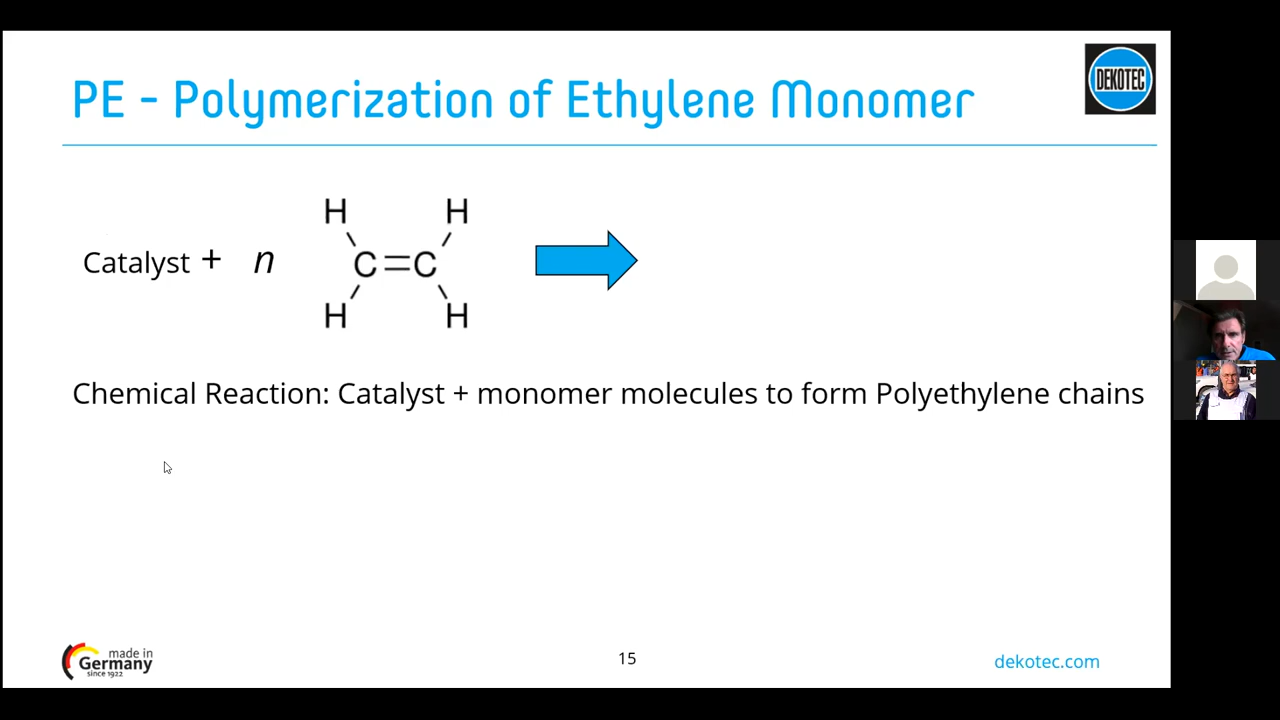 PE - Polymerization of Ethylene Monomer
DEKOTEC
H H
Catalyst + n C=C
H H
Chemical Reaction: Catalyst + monomer molecules to form Polyethylene chains
made in
Germany
since 1922
15
dekotec.com